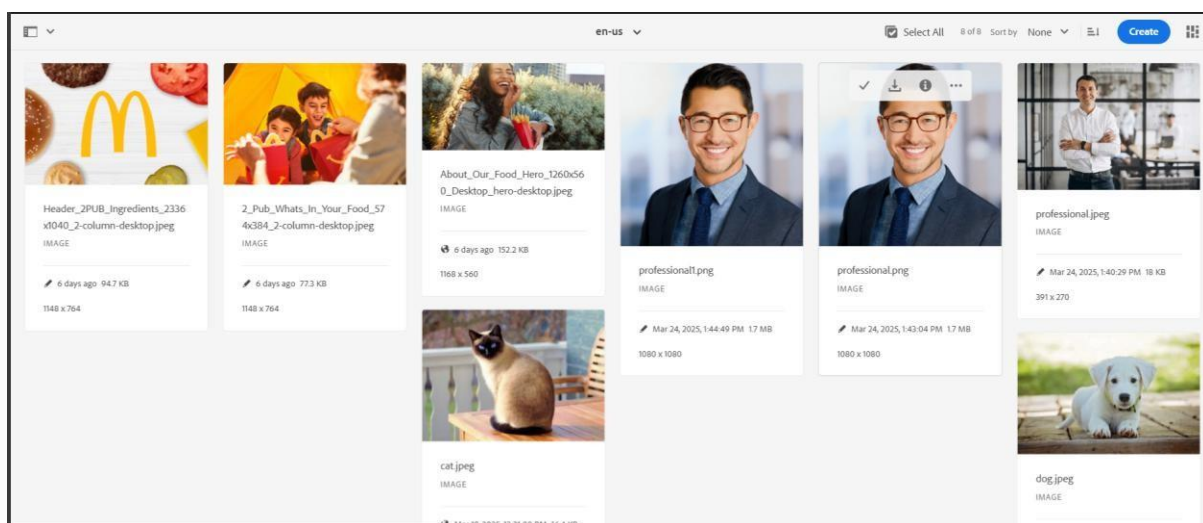 en-us
Select All
8 of 8
Sort by
None
Create
Header_2PUB_Ingredients_2336
x1040_2-column-desktop.jpeg
IMAGE
6 days ago 94.7 KB
1148 x 764
2_Pub_Whats_In_Your_Food_57
4x384_2-column-desktop.jpeg
IMAGE
6 days ago 77.3 KB
1148 x 764
About_Our_Food_Hero_1260x56
0_Desktop_hero-desktop.jpeg
IMAGE
6 days ago 152.2 KB
1168 x 560
cat.jpeg
IMAGE
professional1.png
IMAGE
Mar 24, 2025, 1:44:49 PM 1.7 MB
1080 x 1080
professional.png
IMAGE
Mar 24, 2025, 1:43:04 PM 1.7 MB
1080 x 1080
professional.jpeg
IMAGE
Mar 24, 2025, 1:40:29 PM 18 KB
391 x 270
dog.jpeg
IMAGE